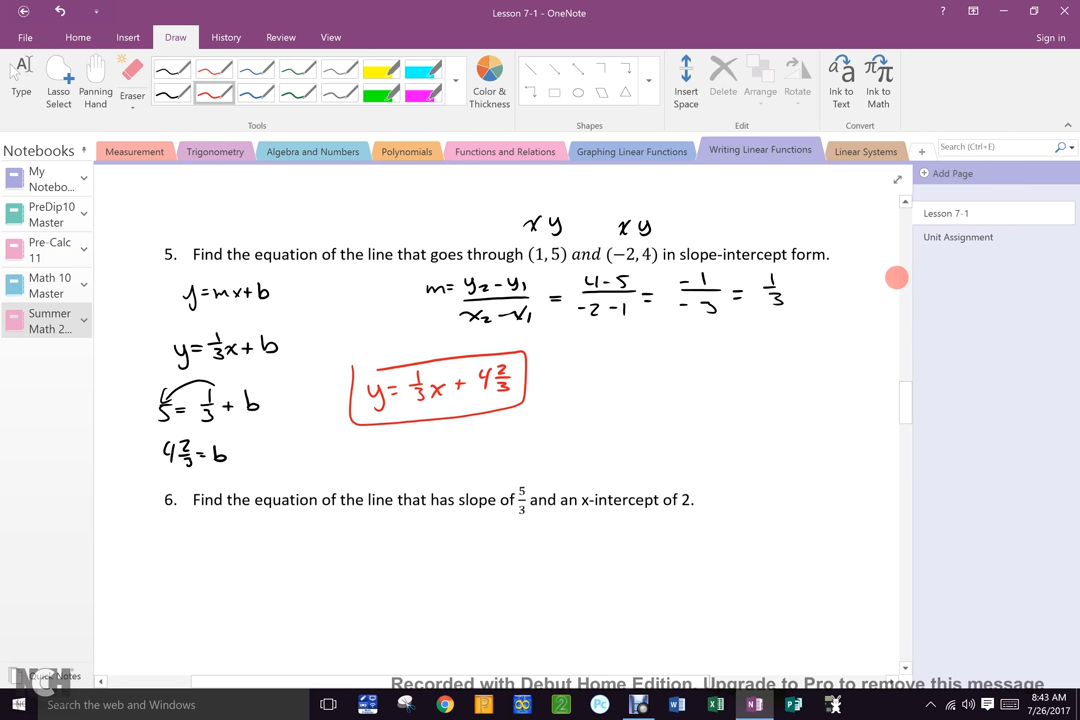 Lesson 7-1 - OneNote
File Home Insert Draw History Review View
Sign in
Type
Lasso Select
Panning Hand
Eraser
Color & Thickness
Insert Space
Delete
Arrange
Rotate
Ink to Text
Ink to Math
Tools
Shapes
Edit
Convert
Notebooks
Measurement
Trigonometry
Algebra and Numbers
Polynomials
Functions and Relations
Graphing Linear Functions
Writing Linear Functions
Linear Systems
Search (Ctrl+E)
My Notebo...
PreDip10 Master
Pre-Calc 11
Math 10 Master
Summer Math 2...
Quick Notes
Add Page
Lesson 7-1
Unit Assignment
x y x y
5. Find the equation of the line that goes through (1, 5) and (−2, 4) in slope-intercept form.
y = mx + b
m = y₂ − y₁ / x₂ − x₁ = 4 - 5 / -2 - 1 = -1 / -3 = 1/3
y = 1/3 x + b
y = 1/3 x + 4 2/3
5 = 1/3 + b
4 2/3 = b
6. Find the equation of the line that has slope of 5/3 and an x-intercept of 2.
NCH
Recorded with Debut Home Edition. Upgrade to Pro to remove this message
Search the web and Windows
8:43 AM
7/26/2017